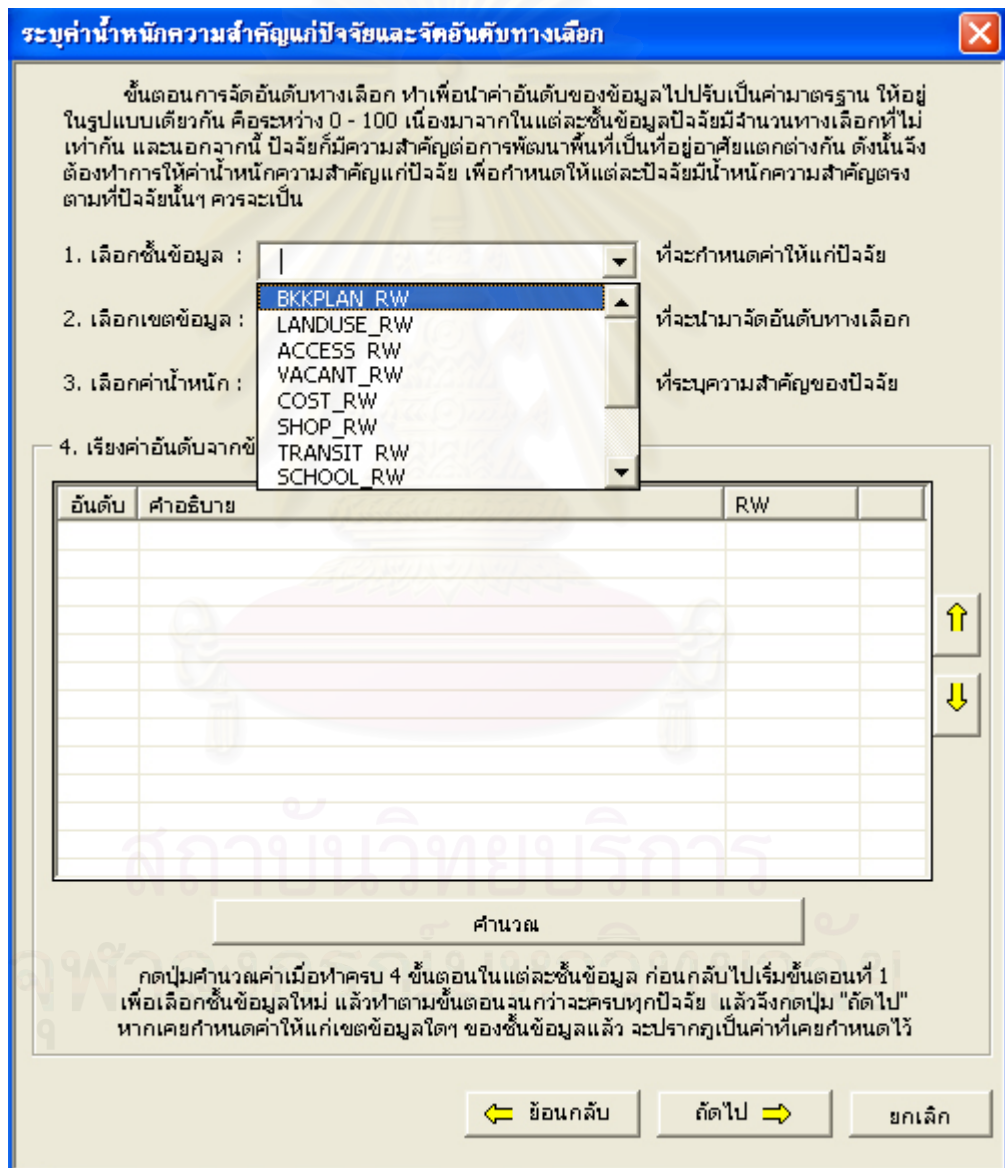 ระบุค่าน้ำหนักความสำคัญแก่ปัจจัยและจัดอันดับทางเลือก
ขั้นตอนการจัดอันดับทางเลือก ทำเพื่อนำค่าอันดับของข้อมูลไปปรับเป็นค่ามาตรฐาน ให้อยู่
ในรูปแบบเดียวกัน คือระหว่าง 0 - 100 เนื่องมาจากในแต่ละชั้นข้อมูลปัจจัยมีจำนวนทางเลือกที่ไม่
เท่ากัน และนอกจากนี้ ปัจจัยก็มีความสำคัญต่อการพัฒนาพื้นที่เป็นที่อยู่อาศัยแตกต่างกัน ดังนั้นจึง
ต้องทำการให้ค่าน้ำหนักความสำคัญแก่ปัจจัย เพื่อกำหนดให้แต่ละปัจจัยมีน้ำหนักความสำคัญตรง
ตามที่ปัจจัยนั้นๆ ควรจะเป็น
1. เลือกชั้นข้อมูล : ที่จะกำหนดค่าให้แก่ปัจจัย
BKKPLAN_RW
2. เลือกเขตข้อมูล : LANDUSE_RW ที่จะนำมาจัดอันดับทางเลือก
ACCESS_RW
3. เลือกค่าน้ำหนัก : VACANT_RW ที่ระบุความสำคัญของปัจจัย
COST_RW
SHOP_RW
4. เรียงค่าอันดับจากข้ TRANSIT_RW
SCHOOL_RW
อันดับ คำอธิบาย RW
สถาบันวิทยบริการ
คำนวณ
จุฬาลงกรณ์มหาวิทยาลัย
กดปุ่มคำนวณค่าเมื่อทำครบ 4 ขั้นตอนในแต่ละชั้นข้อมูล ก่อนกลับไปเริ่มขั้นตอนที่ 1
เพื่อเลือกชั้นข้อมูลใหม่ แล้วทำตามขั้นตอนจนกว่าจะครบทุกปัจจัย แล้วจึงกดปุ่ม "ถัดไป"
หากเคยกำหนดค่าให้แก่เขตข้อมูลใดๆ ของชั้นข้อมูลแล้ว จะปรากฏเป็นค่าที่เคยกำหนดไว้
ย้อนกลับ ถัดไป ยกเลิก